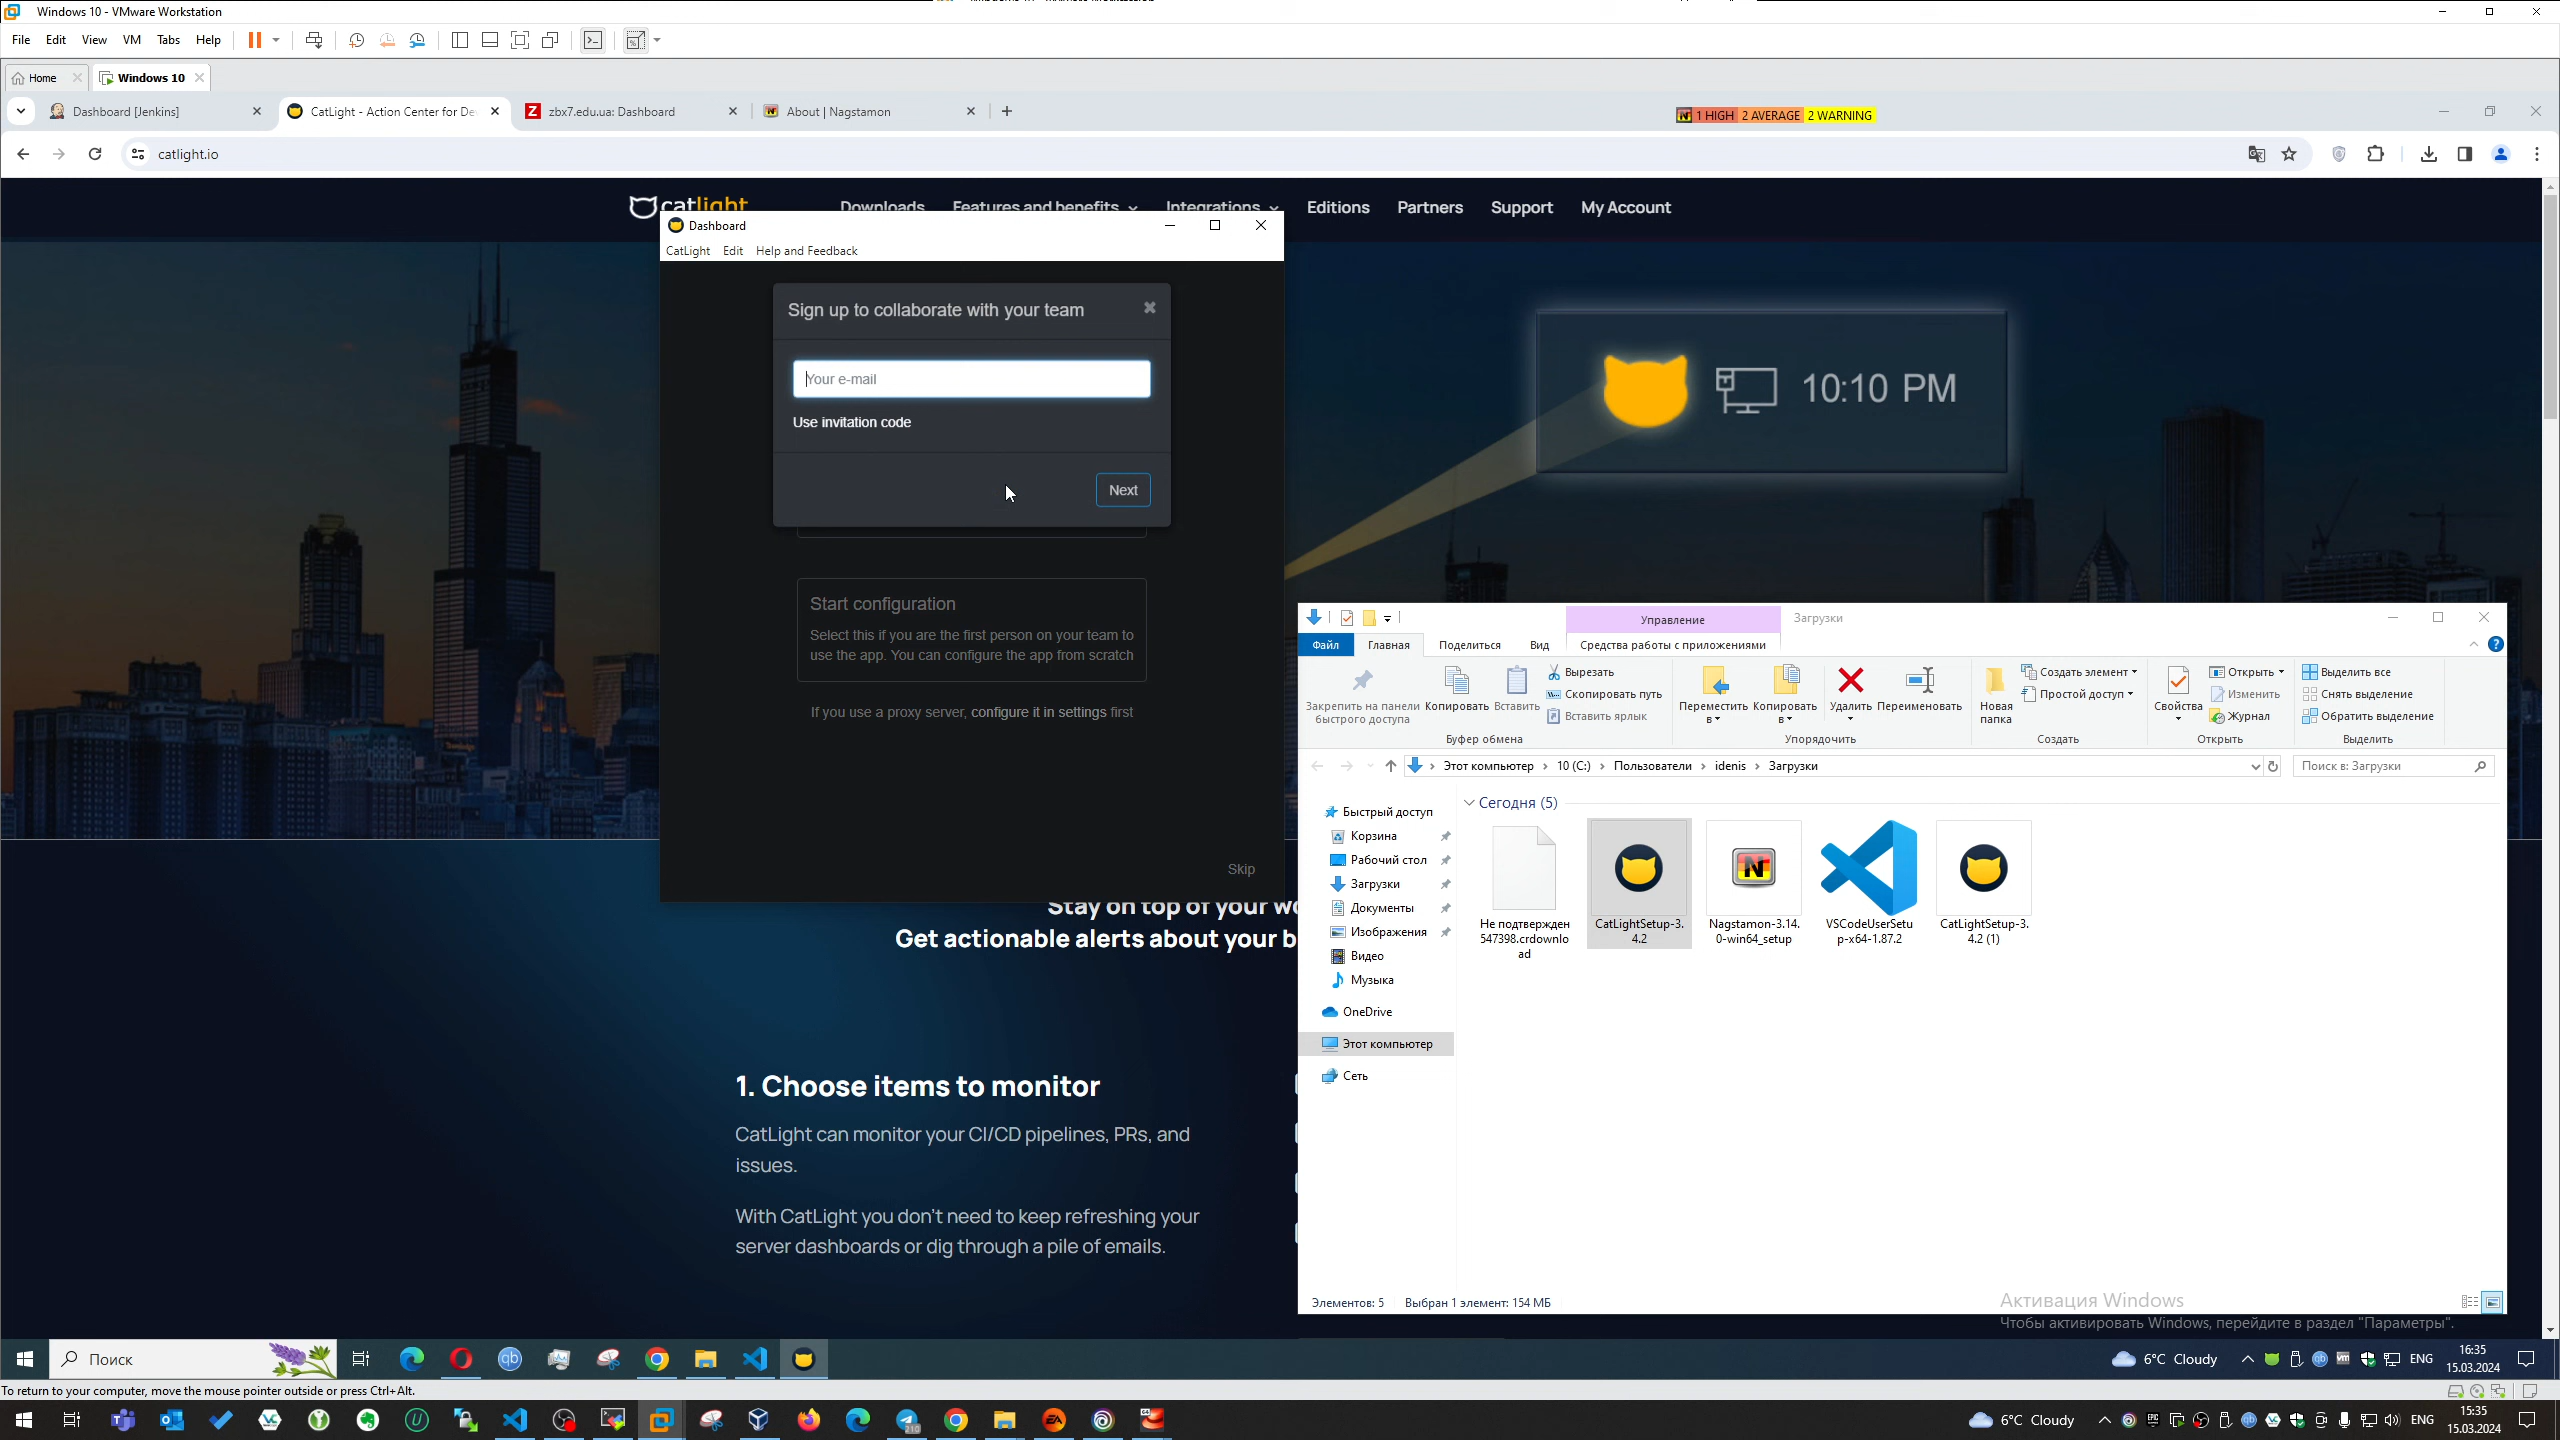 Windows 10 - VMware Workstation
File Edit View VM Tabs Help
Home
Windows 10
Dashboard [Jenkins]
CatLight - Action Center for De
zbx7.edu.ua: Dashboard
About | Nagstamon
1 HIGH 2 AVERAGE 2 WARNING
catlight.io
catlight
Downloads
Features and benefits
Integrations
Editions
Partners
Support
My Account
Dashboard
CatLight Edit Help and Feedback
Sign up to collaborate with your team
Your e-mail
Use invitation code
Next
Start configuration
Select this if you are the first person on your team to
use the app. You can configure the app from scratch
If you use a proxy server, configure it in settings first
Skip
10:10 PM
Stay on top of your wo
Get actionable alerts about your b
1. Choose items to monitor
CatLight can monitor your CI/CD pipelines, PRs, and
issues.
With CatLight you don't need to keep refreshing your
server dashboards or dig through a pile of emails.
Управление
Загрузки
Файл
Главная
Поделиться
Вид
Средства работы с приложениями
Закрепить на панели
быстрого доступа
Копировать
Вставить
Вырезать
Скопировать путь
Вставить ярлык
Буфер обмена
Переместить
в
Копировать
в
Удалить
Переименовать
Упорядочить
Новая
папка
Создать элемент
Простой доступ
Создать
Свойства
Открыть
Изменить
Журнал
Открыть
Выделить все
Снять выделение
Обратить выделение
Выделить
Этот компьютер › 10 (C:) › Пользователи › idenis › Загрузки
Поиск в: Загрузки
Быстрый доступ
Корзина
Рабочий стол
Загрузки
Документы
Изображения
Видео
Музыка
OneDrive
Этот компьютер
Сеть
Сегодня (5)
Не подтвержден
547398.crdownlo
ad
CatLightSetup-3.
4.2
Nagstamon-3.14.
0-win64_setup
VSCodeUserSetu
p-x64-1.87.2
CatLightSetup-3.
4.2 (1)
Элементов: 5
Выбран 1 элемент: 154 МБ
Активация Windows
Чтобы активировать Windows, перейдите в раздел "Параметры".
Поиск
6°C Cloudy
ENG
16:35
15.03.2024
To return to your computer, move the mouse pointer outside or press Ctrl+Alt.
6°C Cloudy
ENG
15:35
15.03.2024